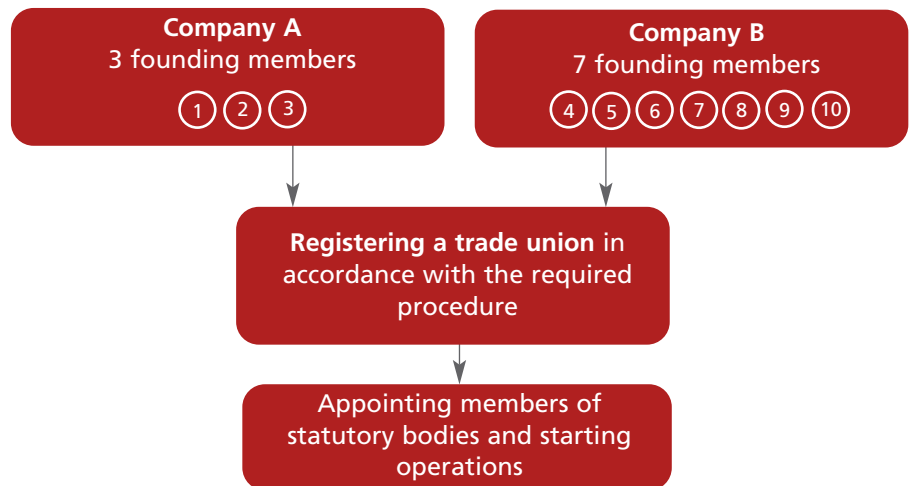 Company A
3 founding members
1 2 3
Company B
7 founding members
4 5 6 7 8 9 10
Registering a trade union in
accordance with the required
procedure
Appointing members of
statutory bodies and starting
operations